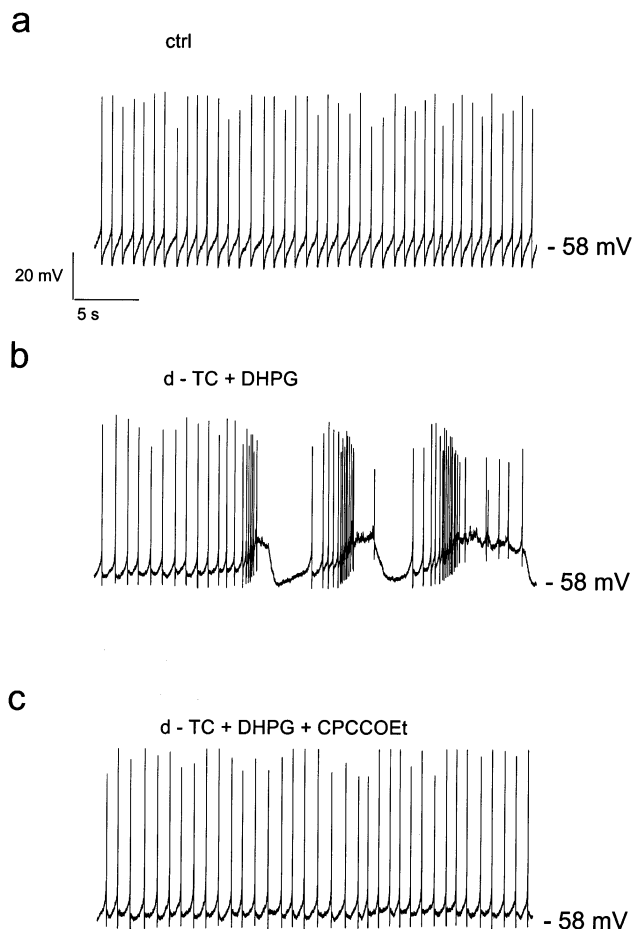 a
ctrl
- 58 mV
20 mV
5 s
b
d - TC + DHPG
- 58 mV
c
d - TC + DHPG + CPCCOEt
- 58 mV